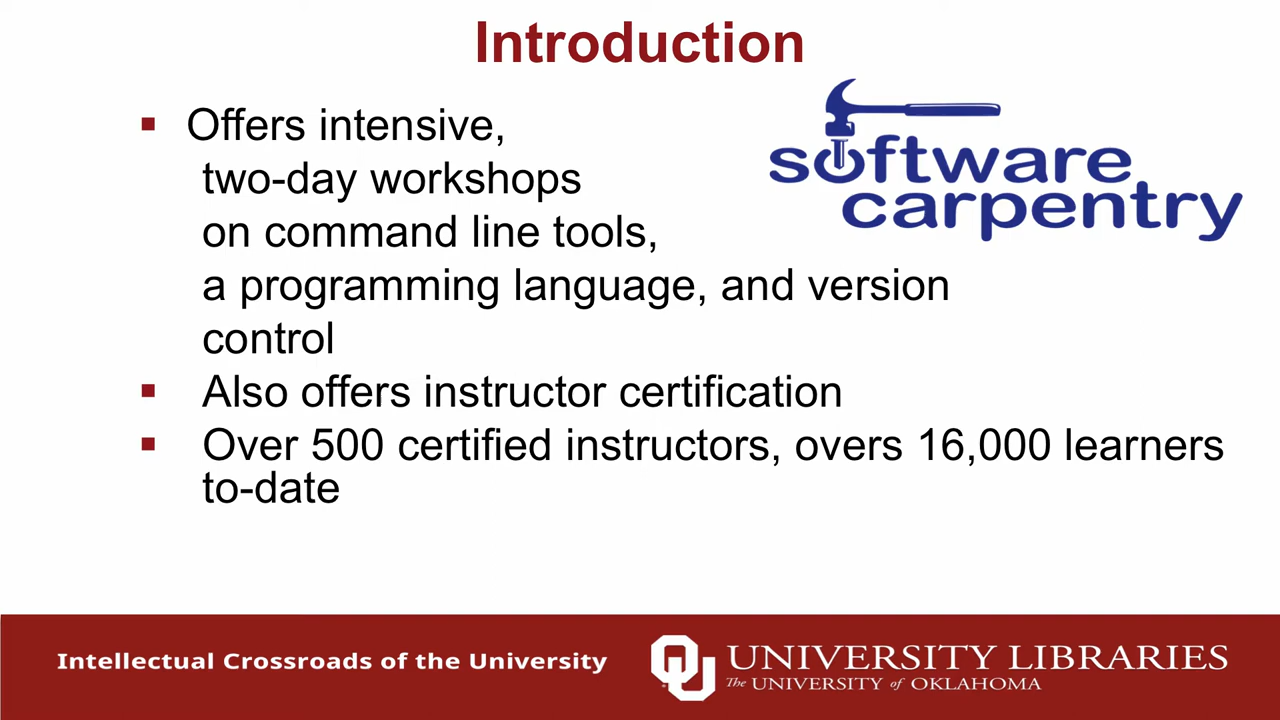 Introduction
▪ Offers intensive,
two-day workshops
on command line tools,
a programming language, and version
control
▪ Also offers instructor certification
▪ Over 500 certified instructors, overs 16,000 learners
to-date
software
carpentry
Intellectual Crossroads of the University
OU
UNIVERSITY LIBRARIES
The UNIVERSITY of OKLAHOMA